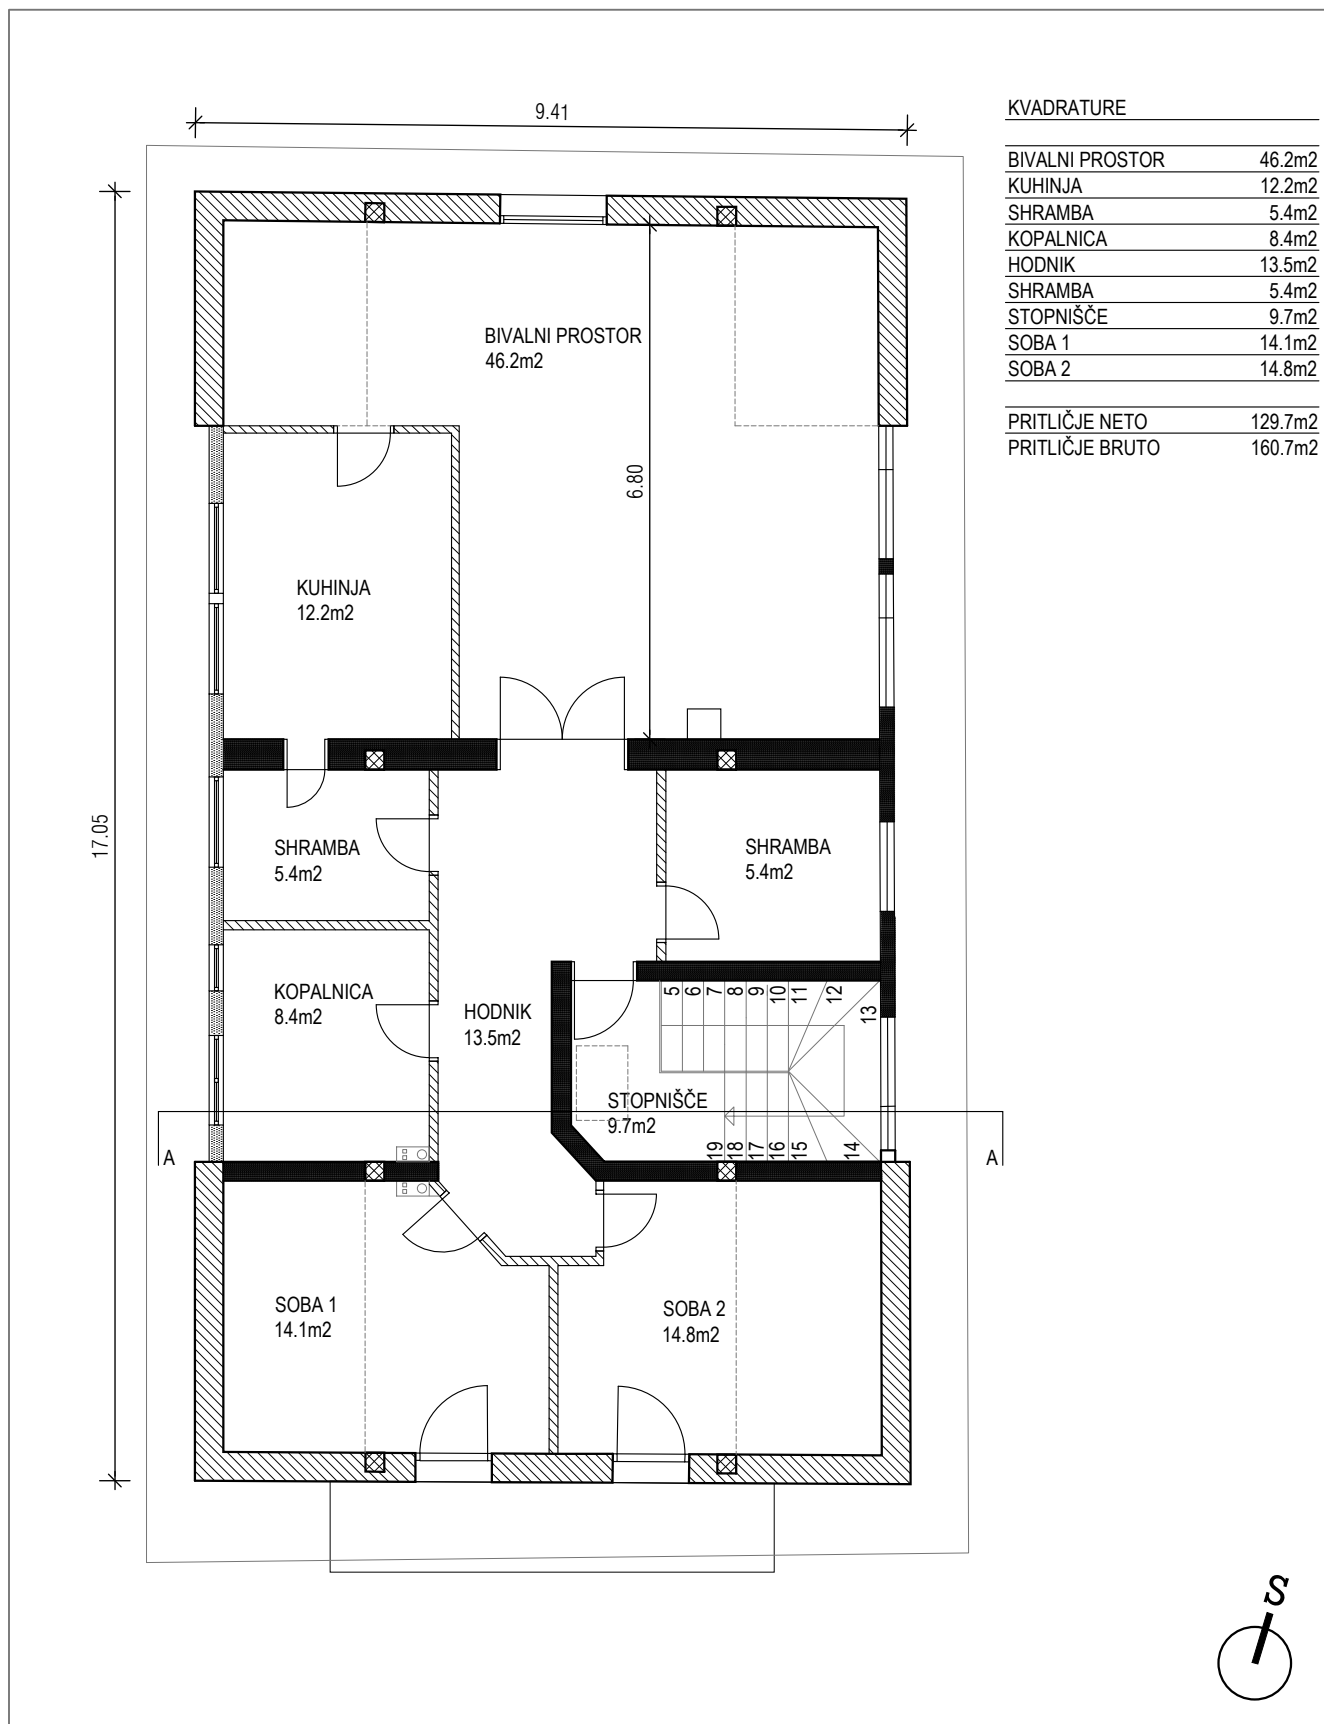 9.41
KVADRATURE
BIVALNI PROSTOR 46.2m2
KUHINJA 12.2m2
SHRAMBA 5.4m2
KOPALNICA 8.4m2
HODNIK 13.5m2
SHRAMBA 5.4m2
STOPNIŠČE 9.7m2
SOBA 1 14.1m2
SOBA 2 14.8m2
PRITLIČJE NETO 129.7m2
PRITLIČJE BRUTO 160.7m2
BIVALNI PROSTOR
46.2m2
6.80
KUHINJA
12.2m2
17.05
SHRAMBA
5.4m2
SHRAMBA
5.4m2
KOPALNICA
8.4m2
HODNIK
13.5m2
5 6 7 8 9 10 11 12
13
STOPNIŠČE
9.7m2
19 18 17 16 15 14
A A
SOBA 1
14.1m2
SOBA 2
14.8m2
S